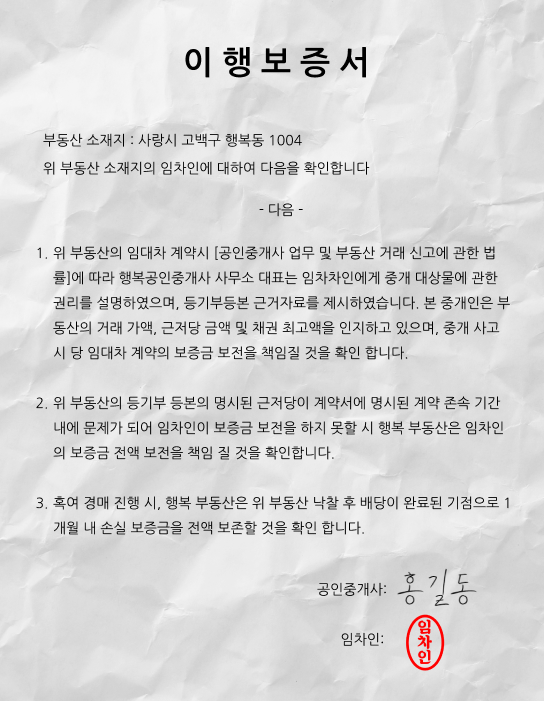 이 행 보 증 서
부동산 소재지 : 사랑시 고백구 행복동 1004
위 부동산 소재지의 임차인에 대하여 다음을 확인합니다
- 다음 -
1. 위 부동산의 임대차 계약시 [공인중개사 업무 및 부동산 거래 신고에 관한 법
률]에 따라 행복공인중개사 사무소 대표는 임차차인에게 중개 대상물에 관한
권리를 설명하였으며, 등기부등본 근거자료를 제시하였습니다. 본 중개인은 부
동산의 거래 가액, 근저당 금액 및 채권 최고액을 인지하고 있으며, 중개 사고
시 당 임대차 계약의 보증금 보전을 책임질 것을 확인 합니다.
2. 위 부동산의 등기부 등본의 명시된 근저당이 계약서에 명시된 계약 존속 기간
내에 문제가 되어 임차인이 보증금 보전을 하지 못할 시 행복 부동산은 임차인
의 보증금 전액 보전을 책임 질 것을 확인합니다.
3. 혹여 경매 진행 시, 행복 부동산은 위 부동산 낙찰 후 배당이 완료된 기점으로 1
개월 내 손실 보증금을 전액 보존할 것을 확인 합니다.
공인중개사: 홍길동
임차인: 임차인